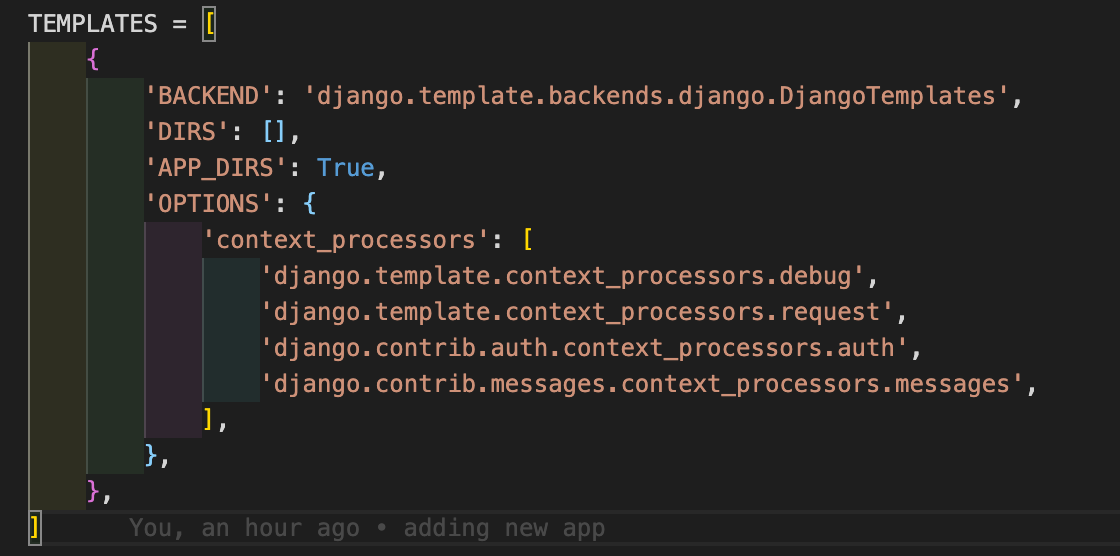 TEMPLATES = [
    {
        'BACKEND': 'django.template.backends.django.DjangoTemplates',
        'DIRS': [],
        'APP_DIRS': True,
        'OPTIONS': {
            'context_processors': [
                'django.template.context_processors.debug',
                'django.template.context_processors.request',
                'django.contrib.auth.context_processors.auth',
                'django.contrib.messages.context_processors.messages',
            ],
        },
    },
]      You, an hour ago • adding new app